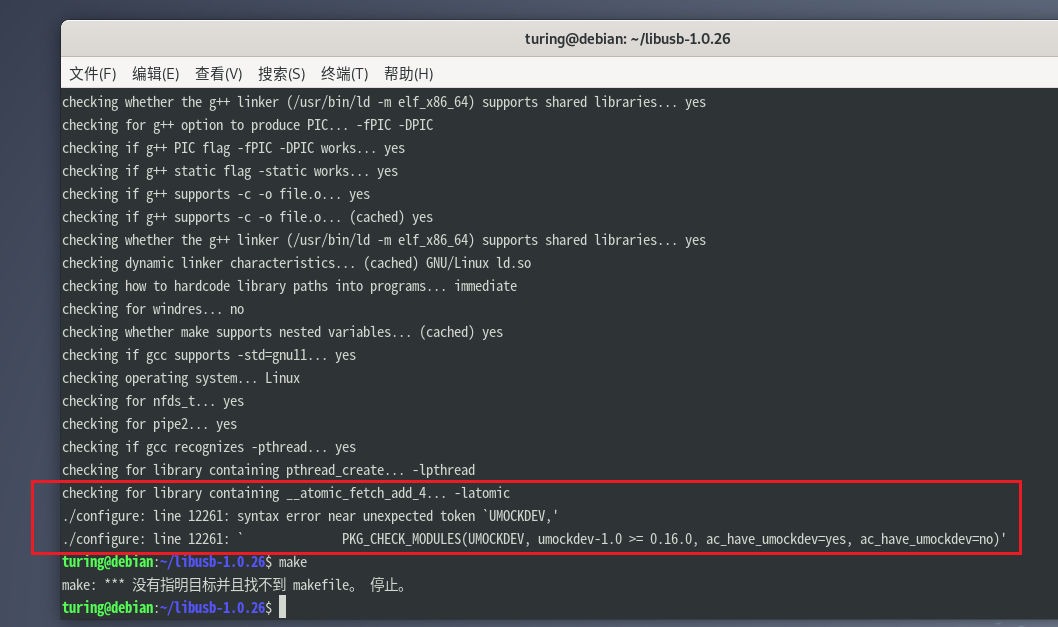 turing@debian: ~/libusb-1.0.26
文件(F) 编辑(E) 查看(V) 搜索(S) 终端(T) 帮助(H)
checking whether the g++ linker (/usr/bin/ld -m elf_x86_64) supports shared libraries... yes
checking for g++ option to produce PIC... -fPIC -DPIC
checking if g++ PIC flag -fPIC -DPIC works... yes
checking if g++ static flag -static works... yes
checking if g++ supports -c -o file.o... yes
checking if g++ supports -c -o file.o... (cached) yes
checking whether the g++ linker (/usr/bin/ld -m elf_x86_64) supports shared libraries... yes
checking dynamic linker characteristics... (cached) GNU/Linux ld.so
checking how to hardcode library paths into programs... immediate
checking for windres... no
checking whether make supports nested variables... (cached) yes
checking if gcc supports -std=gnu11... yes
checking operating system... Linux
checking for nfds_t... yes
checking for pipe2... yes
checking if gcc recognizes -pthread... yes
checking for library containing pthread_create... -lpthread
checking for library containing __atomic_fetch_add_4... -latomic
./configure: line 12261: syntax error near unexpected token `UMOCKDEV,'
./configure: line 12261: `              PKG_CHECK_MODULES(UMOCKDEV, umockdev-1.0 >= 0.16.0, ac_have_umockdev=yes, ac_have_umockdev=no)'
turing@debian:~/libusb-1.0.26$ make
make: *** 没有指明目标并且找不到 makefile。 停止。
turing@debian:~/libusb-1.0.26$